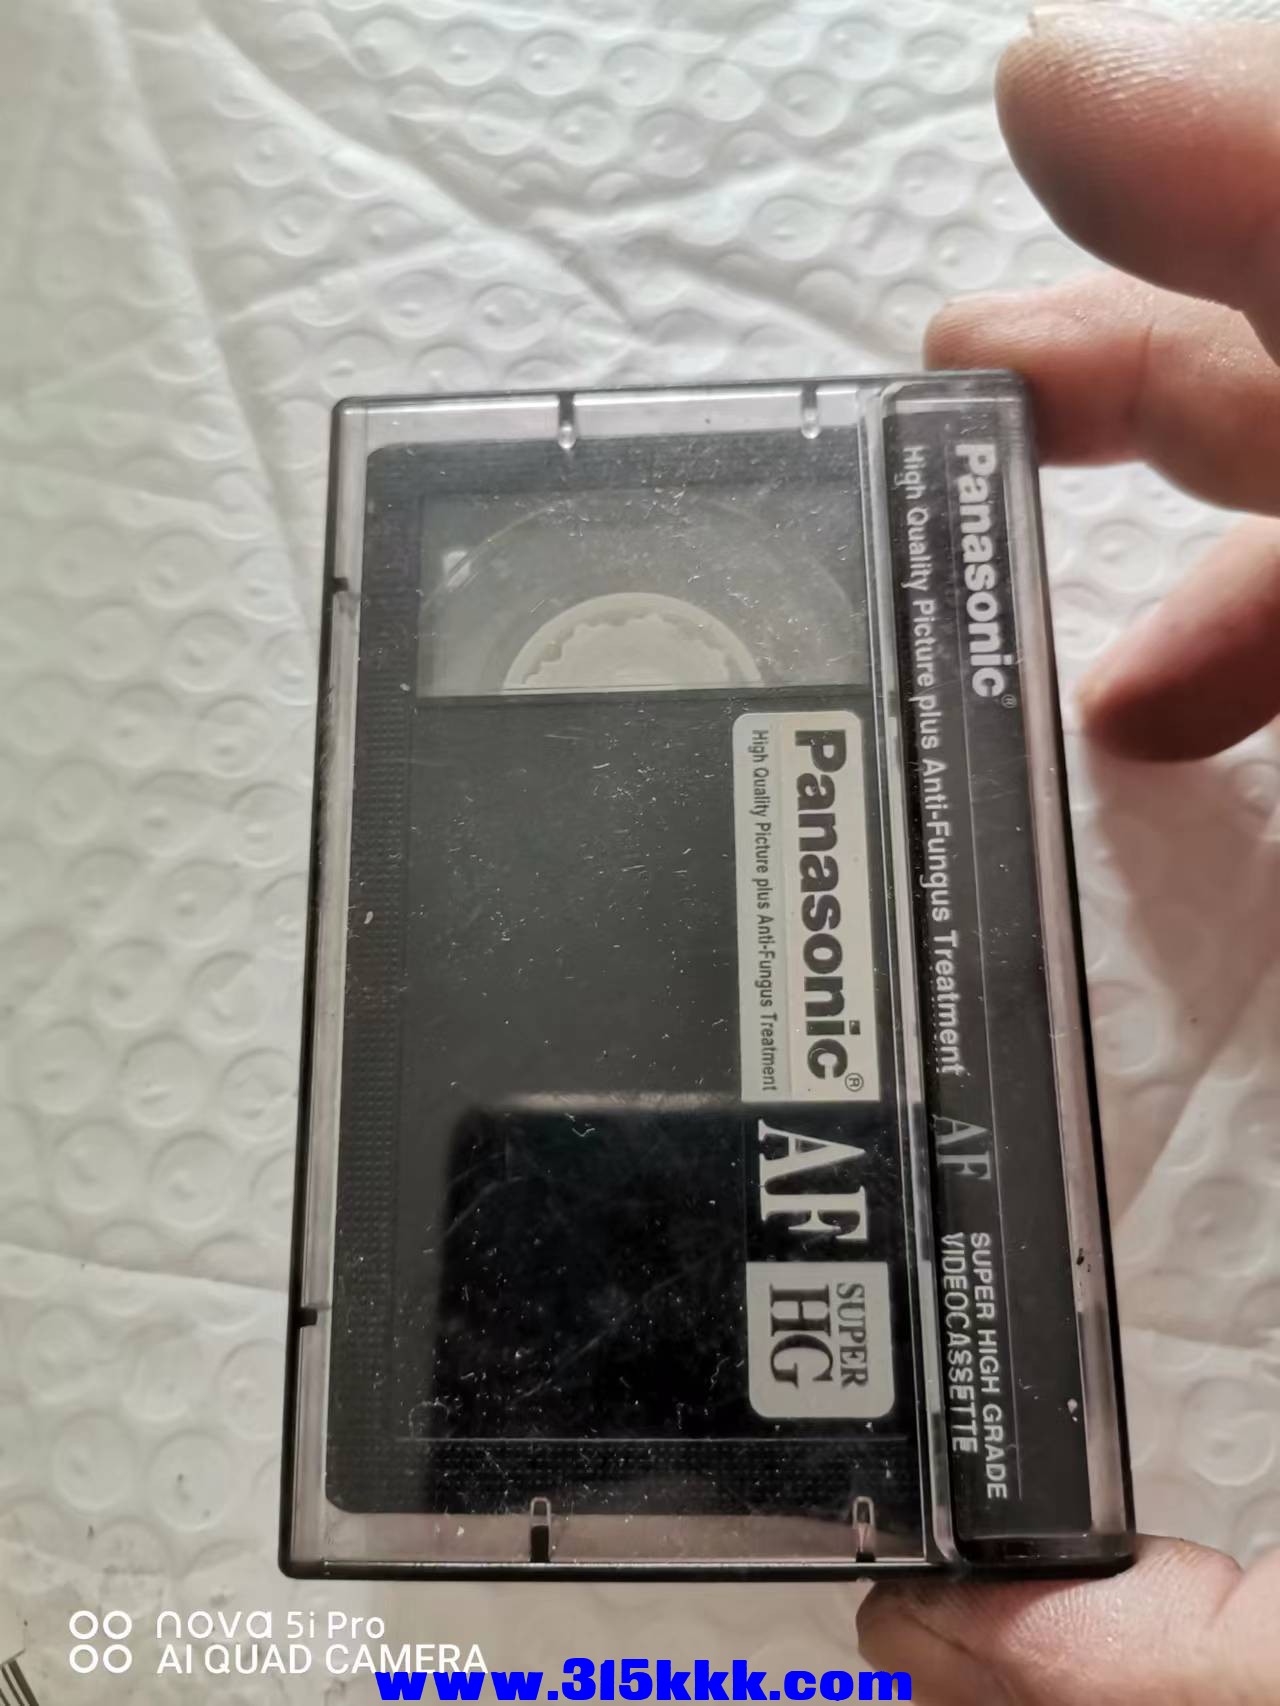 Panasonic®
High Quality Picture plus Anti-Fungus Treatment
AF
SUPER HIGH GRADE
VIDEOCASSETTE
Panasonic®
High Quality Picture plus Anti-Fungus Treatment
AF
SUPER
HG
nova 5i Pro
AI QUAD CAMERA
www.315kkk.com